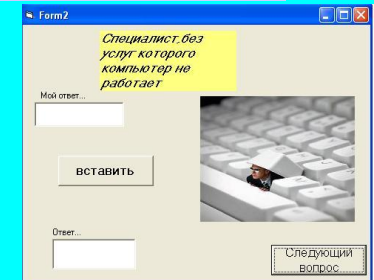 Form2
Специалист,без
услуг которого
компьютер не
работает
Мой ответ...
вставить
Ответ...
Следующий
вопрос